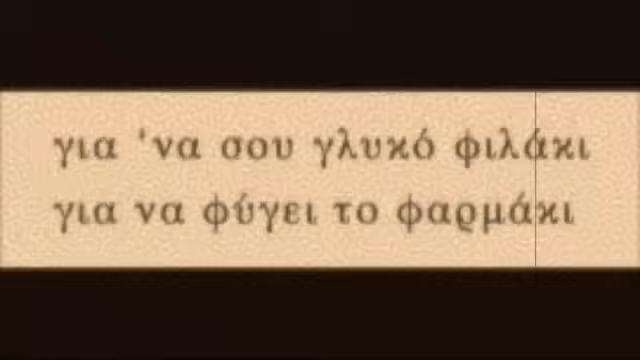 για 'να σου γλυκό φιλάκι
για να φύγει το φαρμάκι